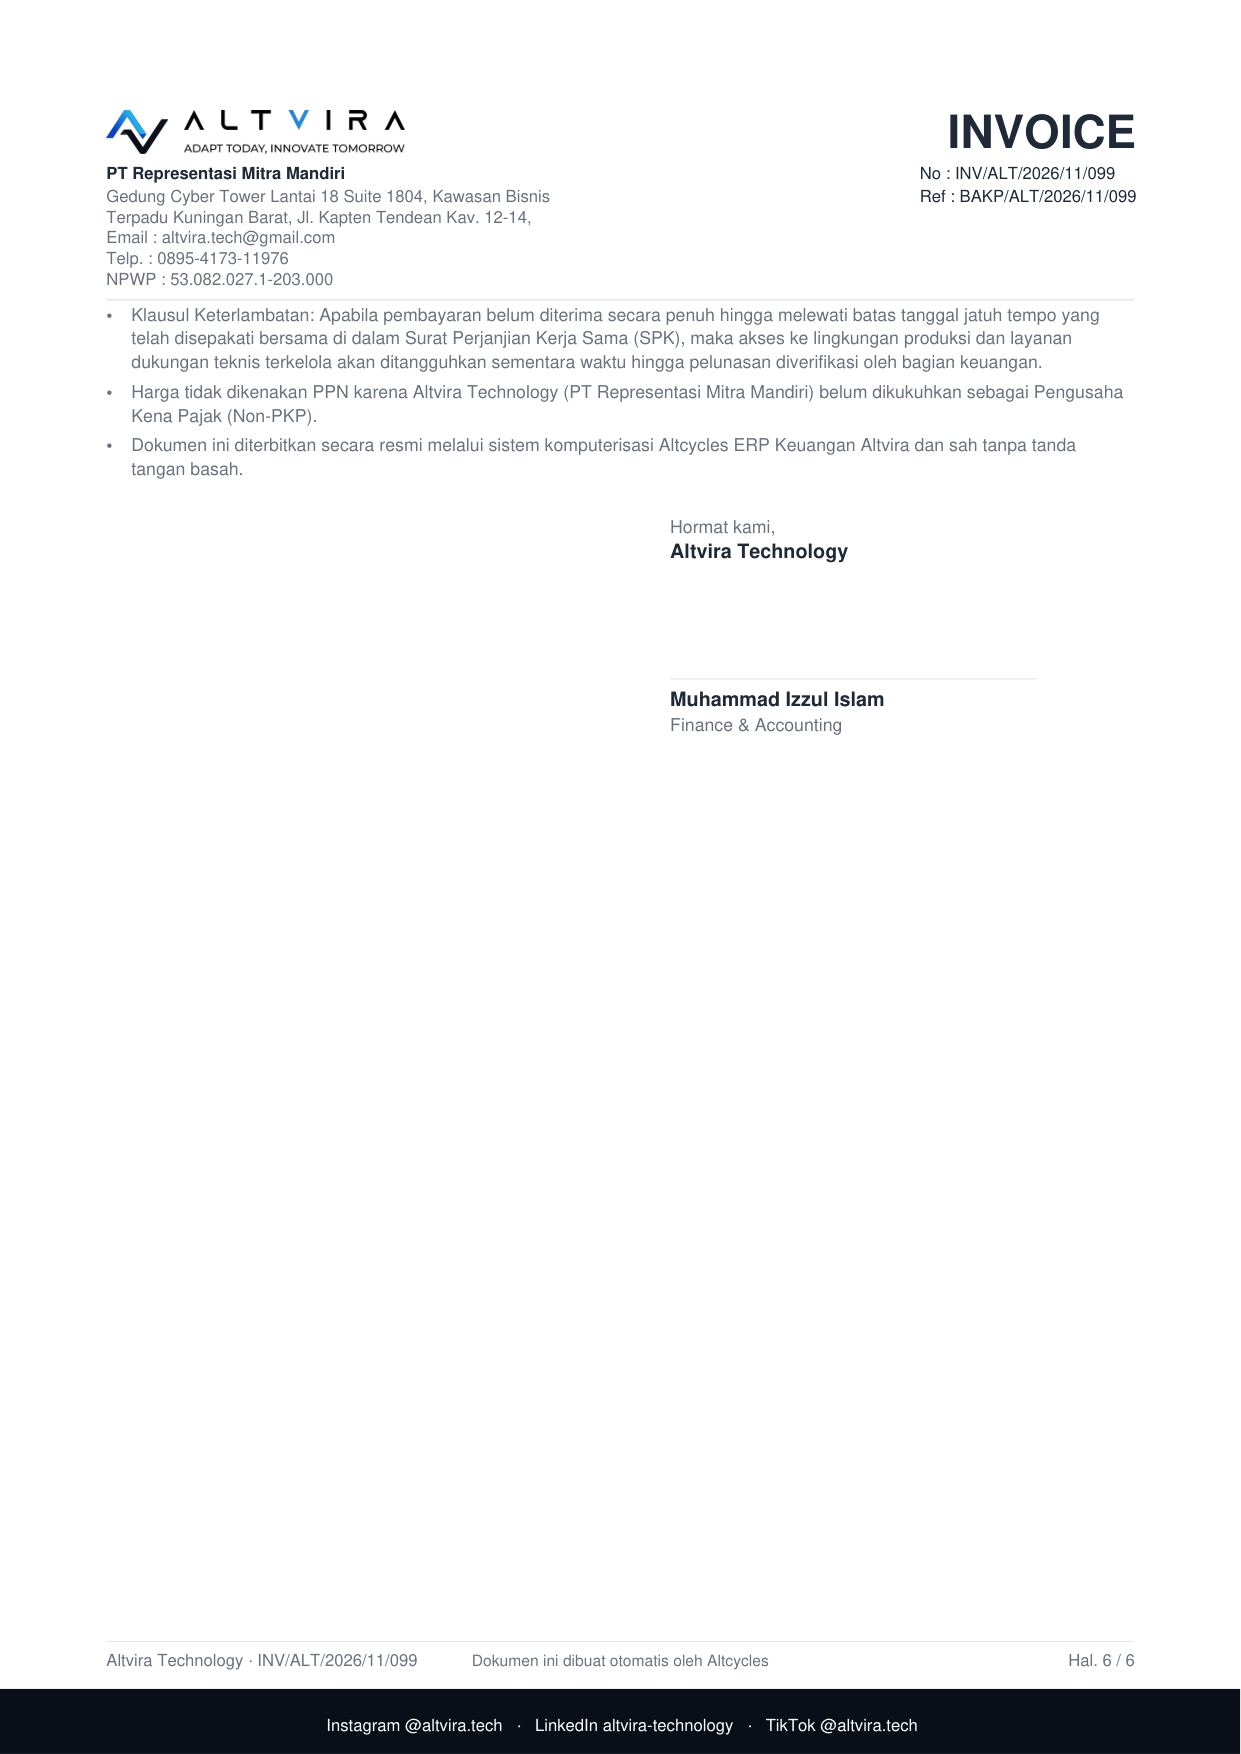 ALTVIRA
ADAPT TODAY, INNOVATE TOMORROW
INVOICE
PT Representasi Mitra Mandiri
No : INV/ALT/2026/11/099
Gedung Cyber Tower Lantai 18 Suite 1804, Kawasan Bisnis
Ref : BAKP/ALT/2026/11/099
Terpadu Kuningan Barat, Jl. Kapten Tendean Kav. 12-14,
Email : altvira.tech@gmail.com
Telp. : 0895-4173-11976
NPWP : 53.082.027.1-203.000
• Klausul Keterlambatan: Apabila pembayaran belum diterima secara penuh hingga melewati batas tanggal jatuh tempo yang
telah disepakati bersama di dalam Surat Perjanjian Kerja Sama (SPK), maka akses ke lingkungan produksi dan layanan
dukungan teknis terkelola akan ditangguhkan sementara waktu hingga pelunasan diverifikasi oleh bagian keuangan.
• Harga tidak dikenakan PPN karena Altvira Technology (PT Representasi Mitra Mandiri) belum dikukuhkan sebagai Pengusaha
Kena Pajak (Non-PKP).
• Dokumen ini diterbitkan secara resmi melalui sistem komputerisasi Altcycles ERP Keuangan Altvira dan sah tanpa tanda
tangan basah.
Hormat kami,
Altvira Technology
Muhammad Izzul Islam
Finance & Accounting
Altvira Technology · INV/ALT/2026/11/099
Dokumen ini dibuat otomatis oleh Altcycles
Hal. 6 / 6
Instagram @altvira.tech · LinkedIn altvira-technology · TikTok @altvira.tech